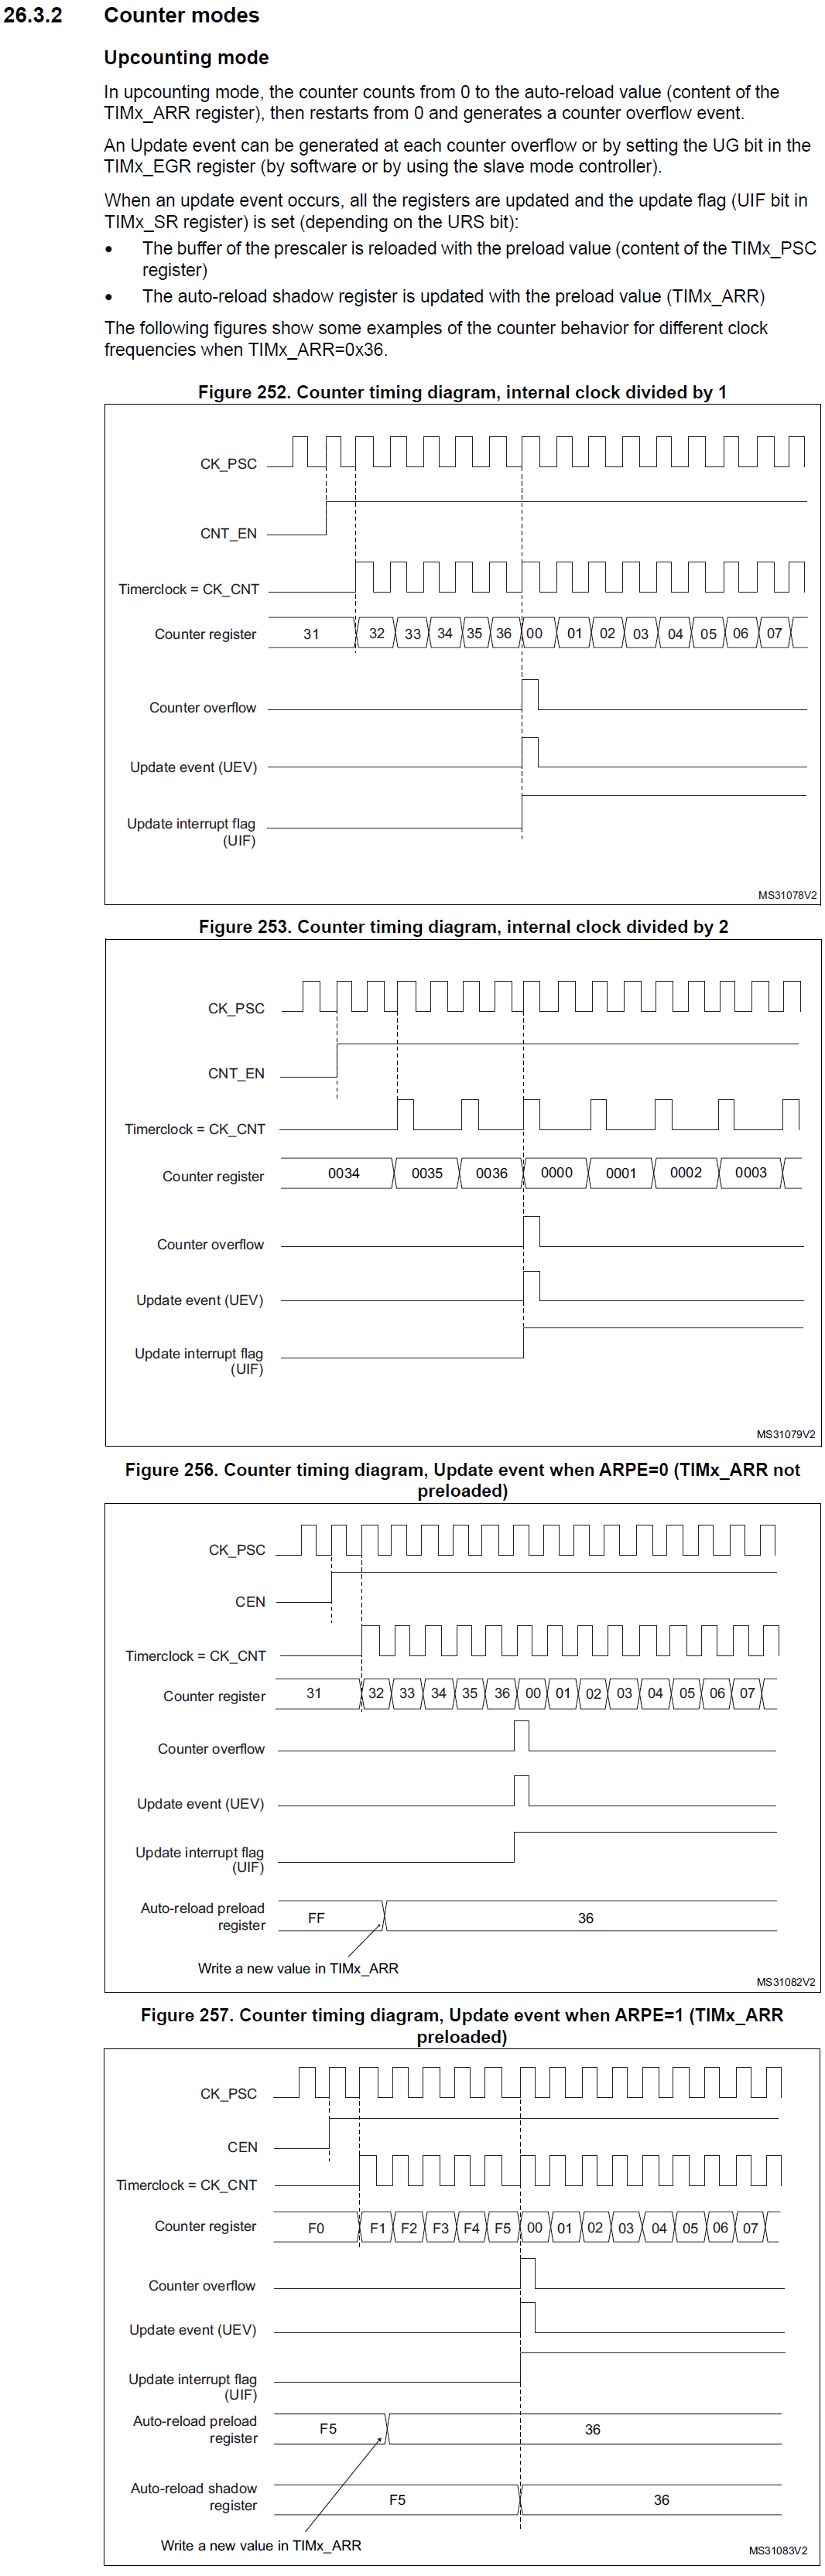 26.3.2 Counter modes
Upcounting mode
In upcounting mode, the counter counts from 0 to the auto-reload value (content of the
TIMx_ARR register), then restarts from 0 and generates a counter overflow event.
An Update event can be generated at each counter overflow or by setting the UG bit in the
TIMx_EGR register (by software or by using the slave mode controller).
When an update event occurs, all the registers are updated and the update flag (UIF bit in
TIMx_SR register) is set (depending on the URS bit):
• The buffer of the prescaler is reloaded with the preload value (content of the TIMx_PSC
register)
• The auto-reload shadow register is updated with the preload value (TIMx_ARR)
The following figures show some examples of the counter behavior for different clock
frequencies when TIMx_ARR=0x36.
Figure 252. Counter timing diagram, internal clock divided by 1
CK_PSC
CNT_EN
Timerclock = CK_CNT
Counter register 31 32 33 34 35 36 00 01 02 03 04 05 06 07
Counter overflow
Update event (UEV)
Update interrupt flag
(UIF)
MS31078V2
Figure 253. Counter timing diagram, internal clock divided by 2
CK_PSC
CNT_EN
Timerclock = CK_CNT
Counter register 0034 0035 0036 0000 0001 0002 0003
Counter overflow
Update event (UEV)
Update interrupt flag
(UIF)
MS31079V2
Figure 256. Counter timing diagram, Update event when ARPE=0 (TIMx_ARR not
preloaded)
CK_PSC
CEN
Timerclock = CK_CNT
Counter register 31 32 33 34 35 36 00 01 02 03 04 05 06 07
Counter overflow
Update event (UEV)
Update interrupt flag
(UIF)
Auto-reload preload
register FF 36
Write a new value in TIMx_ARR
MS31082V2
Figure 257. Counter timing diagram, Update event when ARPE=1 (TIMx_ARR
preloaded)
CK_PSC
CEN
Timerclock = CK_CNT
Counter register F0 F1 F2 F3 F4 F5 00 01 02 03 04 05 06 07
Counter overflow
Update event (UEV)
Update interrupt flag
(UIF)
Auto-reload preload
register F5 36
Auto-reload shadow
register F5 36
Write a new value in TIMx_ARR
MS31083V2